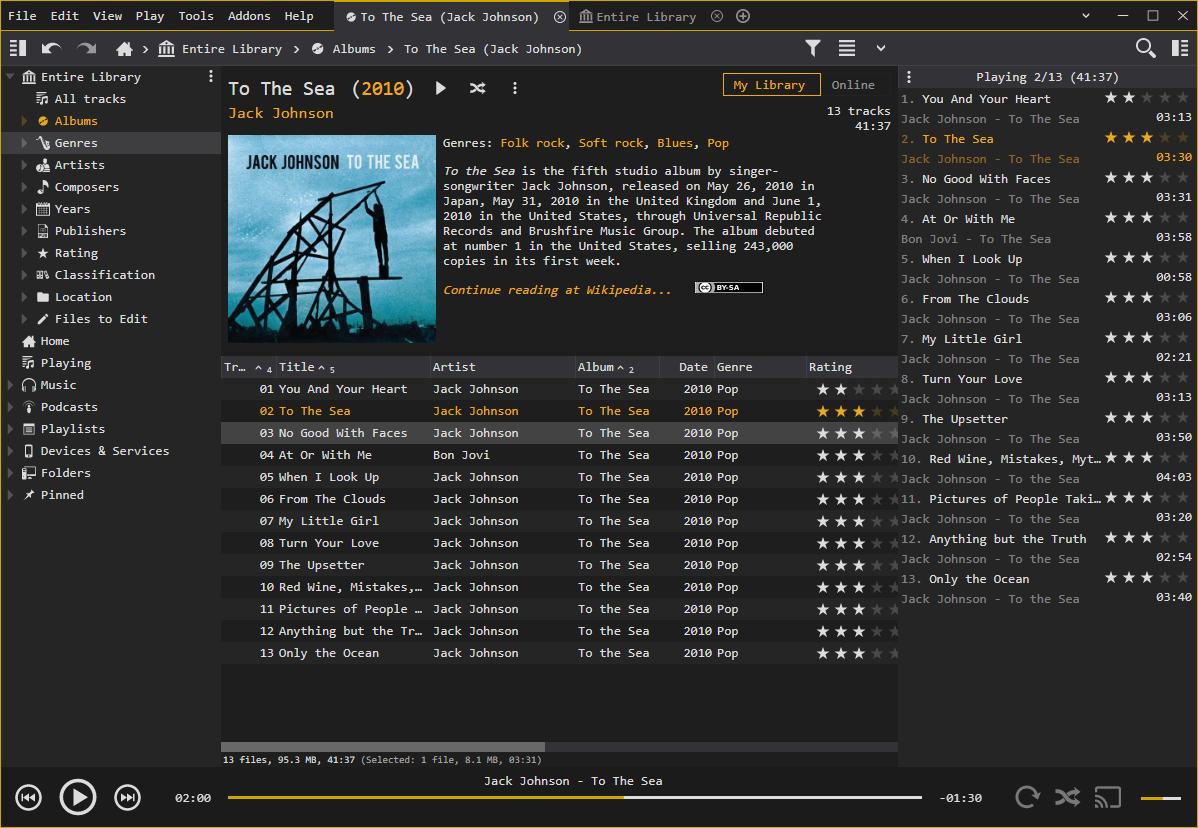 File Edit View Play Tools Addons Help
To The Sea (Jack Johnson)
Entire Library
Entire Library > Albums > To The Sea (Jack Johnson)
Entire Library
All tracks
Albums
Genres
Artists
Composers
Years
Publishers
Rating
Classification
Location
Files to Edit
Home
Playing
Music
Podcasts
Playlists
Devices & Services
Folders
Pinned
To The Sea (2010)
Jack Johnson
My Library Online
13 tracks
41:37
JACK JOHNSON TO THE SEA
Genres: Folk rock, Soft rock, Blues, Pop
To the Sea is the fifth studio album by singer-
songwriter Jack Johnson, released on May 26, 2010 in
Japan, May 31, 2010 in the United Kingdom and June 1,
2010 in the United States, through Universal Republic
Records and Brushfire Music Group. The album debuted
at number 1 in the United States, selling 243,000
copies in its first week.
Continue reading at Wikipedia...
cc BY-SA
Tr... 4 Title 5 Artist Album 2 Date Genre Rating
01 You And Your Heart Jack Johnson To The Sea 2010 Pop
02 To The Sea Jack Johnson To The Sea 2010 Pop
03 No Good With Faces Jack Johnson To The Sea 2010 Pop
04 At Or With Me Bon Jovi To The Sea 2010 Pop
05 When I Look Up Jack Johnson To the Sea 2010 Pop
06 From The Clouds Jack Johnson To the Sea 2010 Pop
07 My Little Girl Jack Johnson To the Sea 2010 Pop
08 Turn Your Love Jack Johnson To the Sea 2010 Pop
09 The Upsetter Jack Johnson To the Sea 2010 Pop
10 Red Wine, Mistakes,... Jack Johnson To the Sea 2010 Pop
11 Pictures of People ... Jack Johnson To the Sea 2010 Pop
12 Anything but the Tr... Jack Johnson To the Sea 2010 Pop
13 Only the Ocean Jack Johnson To the Sea 2010 Pop
13 files, 95.3 MB, 41:37 (Selected: 1 file, 8.1 MB, 03:31)
Playing 2/13 (41:37)
1. You And Your Heart
Jack Johnson - To The Sea 03:13
2. To The Sea
Jack Johnson - To The Sea 03:30
3. No Good With Faces
Jack Johnson - To The Sea 03:31
4. At Or With Me
Bon Jovi - To The Sea 03:58
5. When I Look Up
Jack Johnson - To the Sea 00:58
6. From The Clouds
Jack Johnson - To the Sea 03:06
7. My Little Girl
Jack Johnson - To the Sea 02:21
8. Turn Your Love
Jack Johnson - To the Sea 03:13
9. The Upsetter
Jack Johnson - To the Sea 03:50
10. Red Wine, Mistakes, Myt...
Jack Johnson - To the Sea 04:03
11. Pictures of People Taki...
Jack Johnson - To the Sea 03:20
12. Anything but the Truth
Jack Johnson - To the Sea 02:54
13. Only the Ocean
Jack Johnson - To the Sea 03:40
Jack Johnson - To The Sea
02:00 -01:30